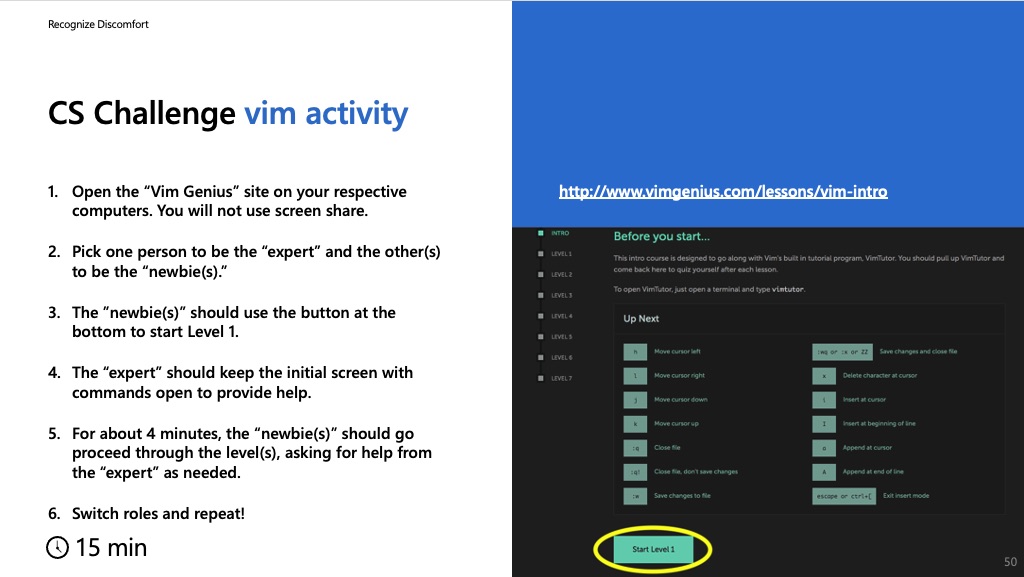 Recognize Discomfort
CS Challenge vim activity
1. Open the “Vim Genius” site on your respective
computers. You will not use screen share.
2. Pick one person to be the “expert” and the other(s)
to be the “newbie(s).”
3. The “newbie(s)” should use the button at the
bottom to start Level 1.
4. The “expert” should keep the initial screen with
commands open to provide help.
5. For about 4 minutes, the “newbie(s)” should go
proceed through the level(s), asking for help from
the “expert” as needed.
6. Switch roles and repeat!
15 min
http://www.vimgenius.com/lessons/vim-intro
INTRO
LEVEL 1
LEVEL 2
LEVEL 3
LEVEL 4
LEVEL 5
LEVEL 6
LEVEL 7
Before you start...
This intro course is designed to go along with Vim's built in tutorial program, VimTutor. You should pull up VimTutor and
come back here to quiz yourself after each lesson.
To open VimTutor, just open a terminal and type vimtutor.
Up Next
h Move cursor left
l Move cursor right
j Move cursor down
k Move cursor up
:q Close file
:q! Close file, don't save changes
:w Save changes to file
:wq or :x or ZZ Save changes and close file
x Delete character at cursor
i Insert at cursor
I Insert at beginning of line
a Append at cursor
A Append at end of line
escape or ctrl+[ Exit insert mode
Start Level 1
50